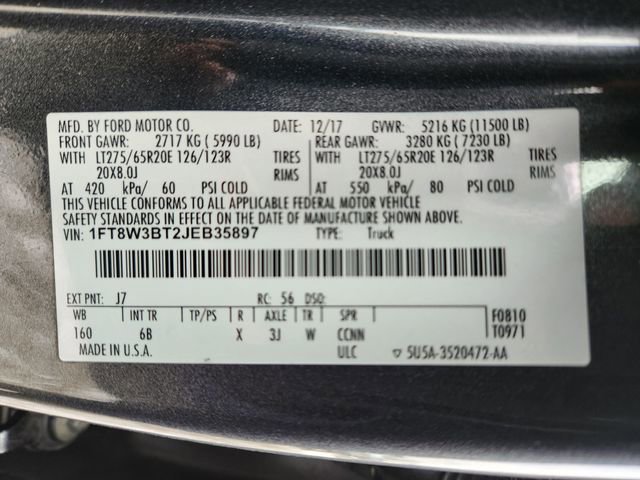 MFD. BY FORD MOTOR CO. DATE: 12/17 GVWR: 5216 KG (11500 LB)
FRONT GAWR: 2717 KG ( 5990 LB) REAR GAWR: 3280 KG ( 7230 LB)
WITH LT275/65R20E 126/123R TIRES WITH LT275/65R20E 126/123R TIRES
20X8.0J RIMS 20X8.0J RIMS
AT 420 kPa/ 60 PSI COLD AT 550 kPa/ 80 PSI COLD
THIS VEHICLE CONFORMS TO ALL APPLICABLE FEDERAL MOTOR VEHICLE
SAFETY STANDARDS IN EFFECT ON THE DATE OF MANUFACTURE SHOWN ABOVE.
VIN: 1FT8W3BT2JEB35897 TYPE: Truck
EXT PNT: J7 RC: 56 DSO:
WB INT TR TP/PS R AXLE TR SPR F0810
160 6B X 3J W CCNN T0971
MADE IN U.S.A. ULC ▽ 5U5A-3520472-AA